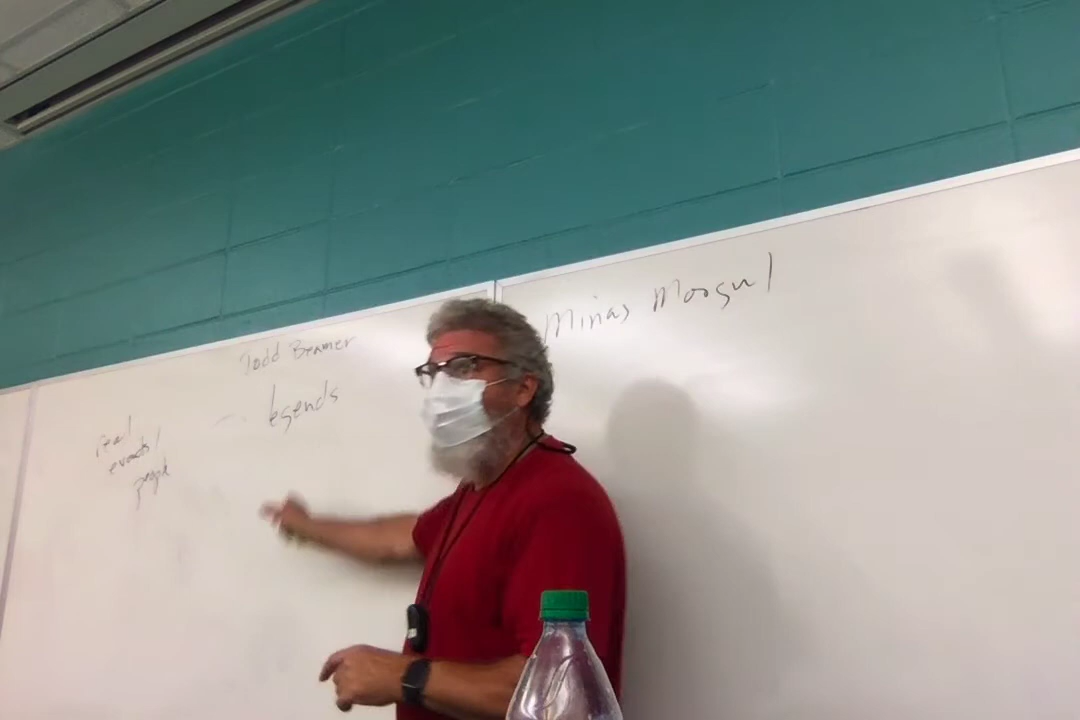 Todd Beamer
legends
real
events/
people
Minas Morgul